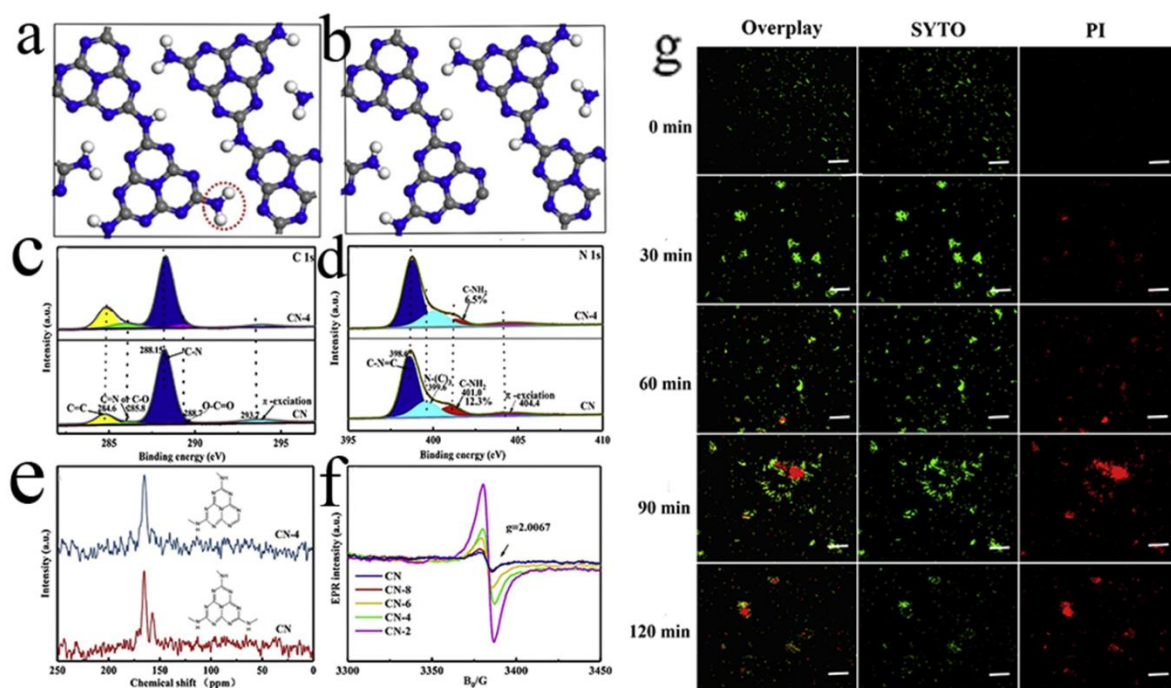 a
b
c
C 1s
CN-4
288.15
C-N
C=C
284.6
C=N or C-O
285.8
288.7
O-C=O
293.7
π -exciation
CN
285 290 295
Binding energy (eV)
Intensity (a.u.)
d
N 1s
C-NH2
6.5%
CN-4
398.6
C-N=C
N-(C)3
399.6
C-NH2
401.0
12.3%
π -exciation
404.4
CN
395 400 405 410
Binding energy (eV)
Intensity (a.u.)
e
CN-4
CN
250 200 150 100 50 0
Chemical shift (ppm)
Intensity (a.u.)
f
g=2.0067
CN
CN-8
CN-6
CN-4
CN-2
3300 3350 3400 3450
B0/G
EPR intensity (a.u.)
g
Overplay SYTO PI
0 min
30 min
60 min
90 min
120 min